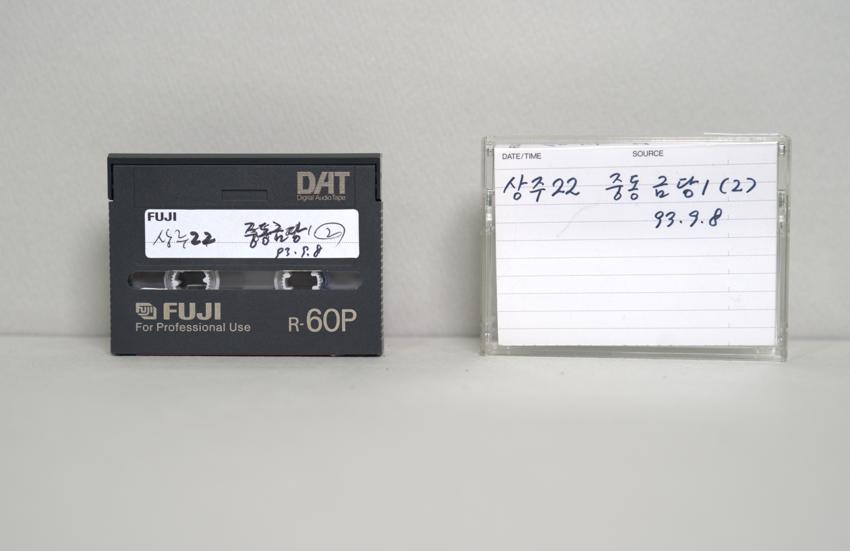 DAT
Digital Audio Tape
FUJI
상주22 중동금당1 (2)
93.9.8
FUJI
FUJI
For Professional Use
R-60P
DATE/TIME SOURCE
상주22 중동 금당1 (2)
93.9.8